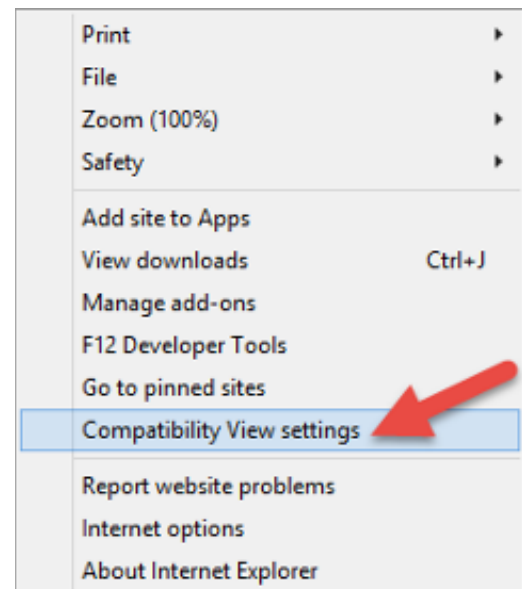 Print
File
Zoom (100%)
Safety
Add site to Apps
View downloads Ctrl+J
Manage add-ons
F12 Developer Tools
Go to pinned sites
Compatibility View settings
Report website problems
Internet options
About Internet Explorer